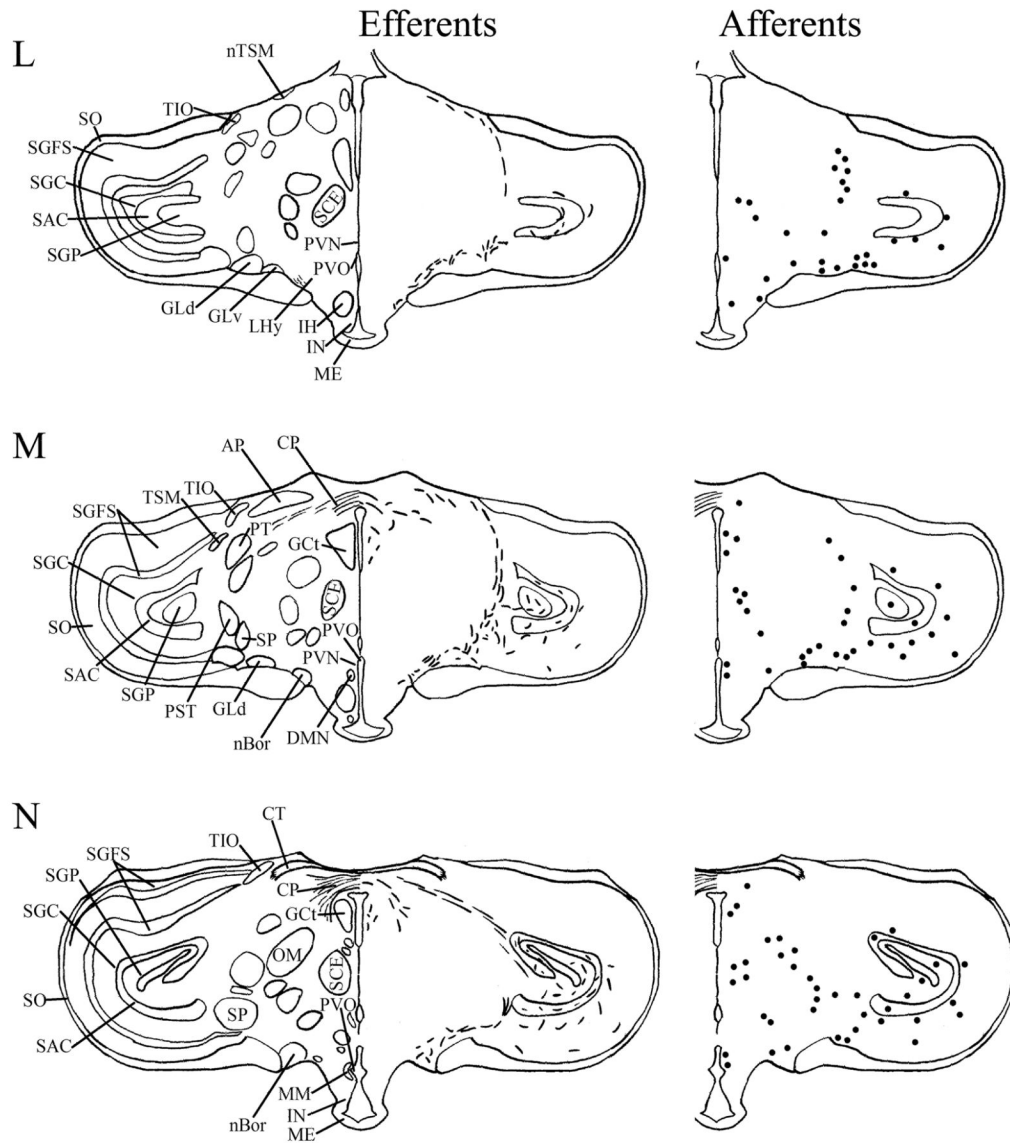 Efferents
Afferents
L
nTSM
TIO
SO
SGFS
SGC
SAC
SGP
SCE
PVN
PVO
GLd
GLv
LHy
IH
IN
ME
M
AP
CP
TSM
TIO
SGFS
PT
GCt
SGC
SCE
SO
PVO
SP
PVN
SAC
SGP
PST
GLd
nBor
DMN
N
CT
TIO
SGFS
SGP
CP
SGC
GCt
OM
SCE
SO
PVO
SP
SAC
MM
nBor
IN
ME